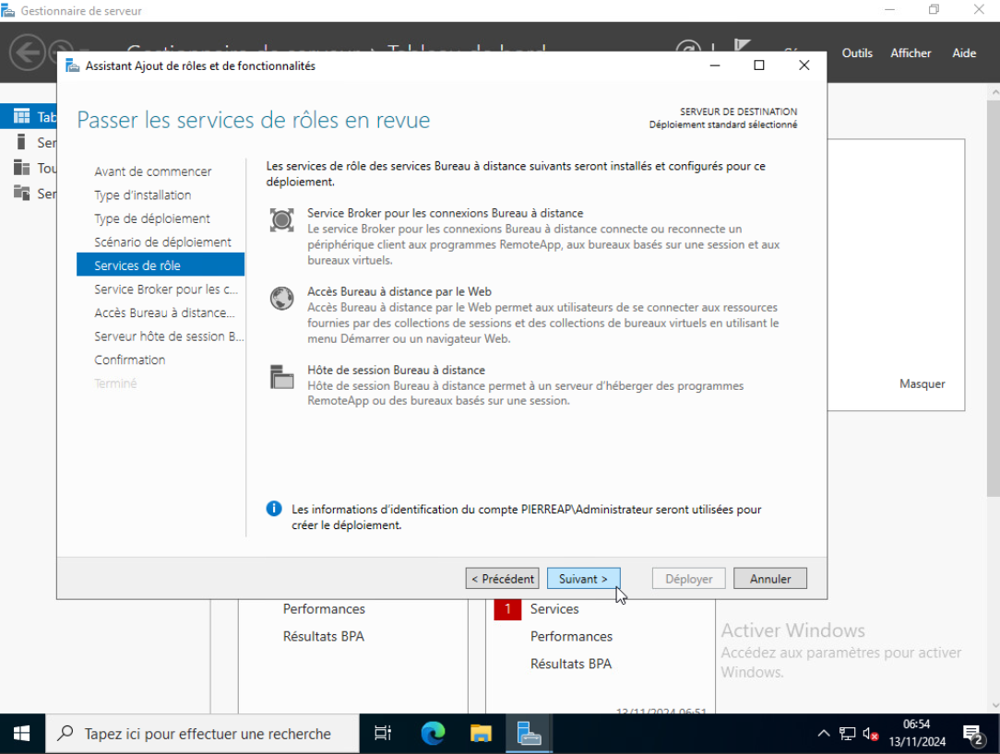 Gestionnaire de serveur
Outils Afficher Aide
Assistant Ajout de rôles et de fonctionnalités
Passer les services de rôles en revue
SERVEUR DE DESTINATION
Déploiement standard sélectionné
Avant de commencer
Type d'installation
Type de déploiement
Scénario de déploiement
Services de rôle
Service Broker pour les c...
Accès Bureau à distance...
Serveur hôte de session B...
Confirmation
Terminé
Les services de rôle des services Bureau à distance suivants seront installés et configurés pour ce
déploiement.
Service Broker pour les connexions Bureau à distance
Le service Broker pour les connexions Bureau à distance connecte ou reconnecte un
périphérique client aux programmes RemoteApp, aux bureaux basés sur une session et aux
bureaux virtuels.
Accès Bureau à distance par le Web
Accès Bureau à distance par le Web permet aux utilisateurs de se connecter aux ressources
fournies par des collections de sessions et des collections de bureaux virtuels en utilisant le
menu Démarrer ou un navigateur Web.
Hôte de session Bureau à distance
Hôte de session Bureau à distance permet à un serveur d'héberger des programmes
RemoteApp ou des bureaux basés sur une session.
Les informations d'identification du compte PIERREAP\Administrateur seront utilisées pour
créer le déploiement.
< Précédent Suivant > Déployer Annuler
Masquer
Performances
Résultats BPA
1 Services
Performances
Résultats BPA
13/11/2024 06:51
Activer Windows
Accédez aux paramètres pour activer
Windows.
Tapez ici pour effectuer une recherche
06:54
13/11/2024
2